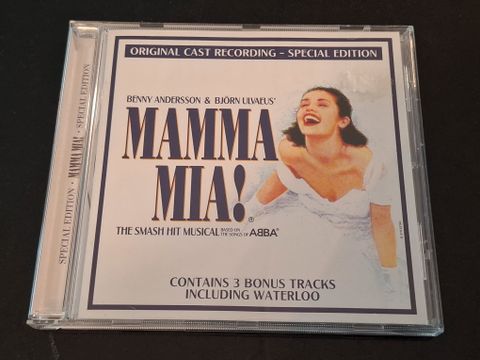 ORIGINAL CAST RECORDING - SPECIAL EDITION
BENNY ANDERSSON & BJÖRN ULVAEUS'
MAMMA
MIA!®
THE SMASH HIT MUSICAL BASED ON THE SONGS OF ABBA®
CONTAINS 3 BONUS TRACKS
INCLUDING WATERLOO
SPECIAL EDITION · MAMMA MIA! · SPECIAL EDITION